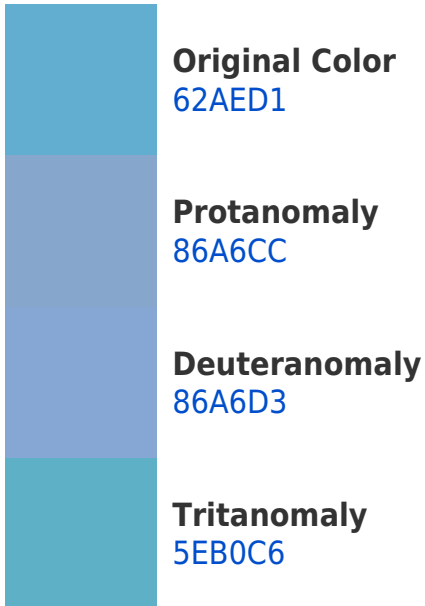 Original Color
62AED1
Protanomaly
86A6CC
Deuteranomaly
86A6D3
Tritanomaly
5EB0C6